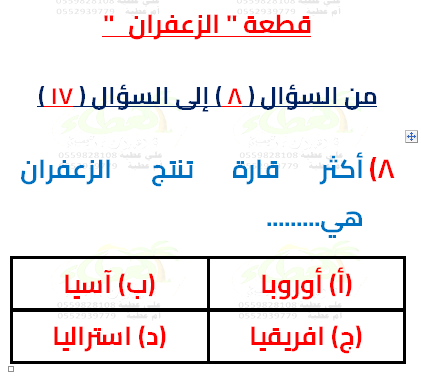 قطعة " الزعفران "
من السؤال ( ٨ ) إلى السؤال ( ١٧ )
٨) أكثر قارة تنتج الزعفران
هي.........
(أ) أوروبا (ب) آسيا
(ج) افريقيا (د) استراليا